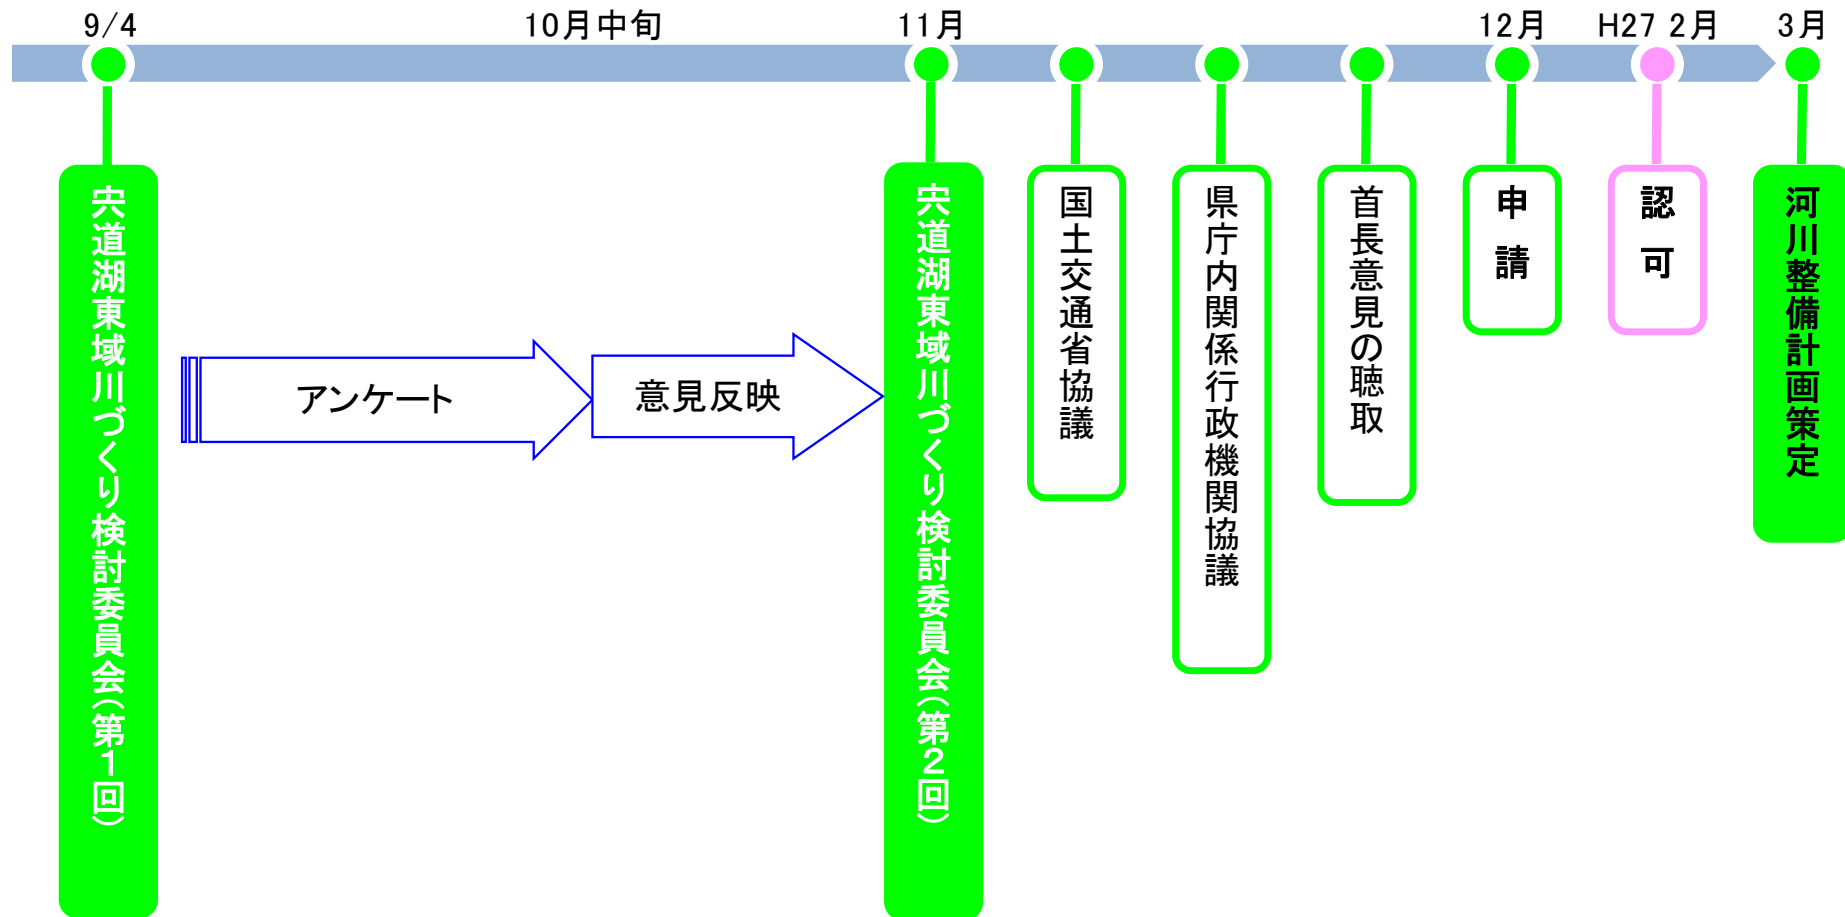 9/4
10月中旬
11月
12月
H27 2月
3月
宍道湖東域川づくり検討委員会(第1回)
アンケート
意見反映
宍道湖東域川づくり検討委員会(第2回)
国土交通省協議
県庁内関係行政機関協議
首長意見の聴取
申請
認可
河川整備計画策定